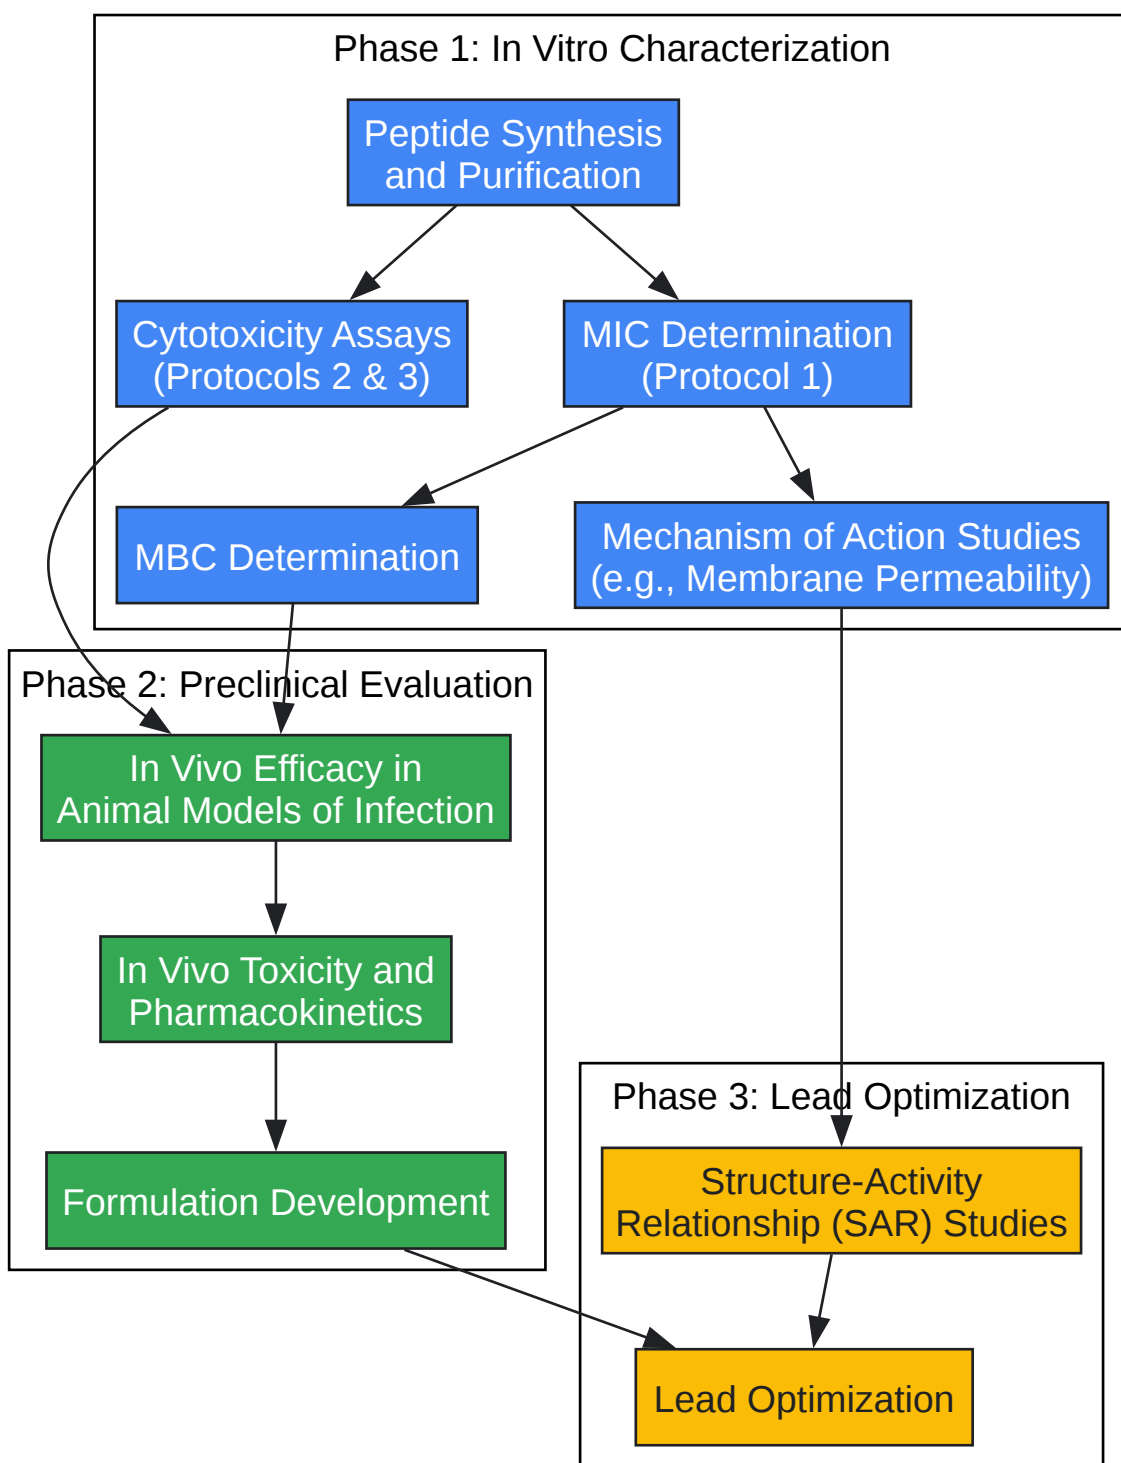 Phase 1: In Vitro Characterization
Peptide Synthesis
and Purification
Cytotoxicity Assays
(Protocols 2 & 3)
MIC Determination
(Protocol 1)
MBC Determination
Mechanism of Action Studies
(e.g., Membrane Permeability)
Phase 2: Preclinical Evaluation
In Vivo Efficacy in
Animal Models of Infection
In Vivo Toxicity and
Pharmacokinetics
Formulation Development
Phase 3: Lead Optimization
Structure-Activity
Relationship (SAR) Studies
Lead Optimization